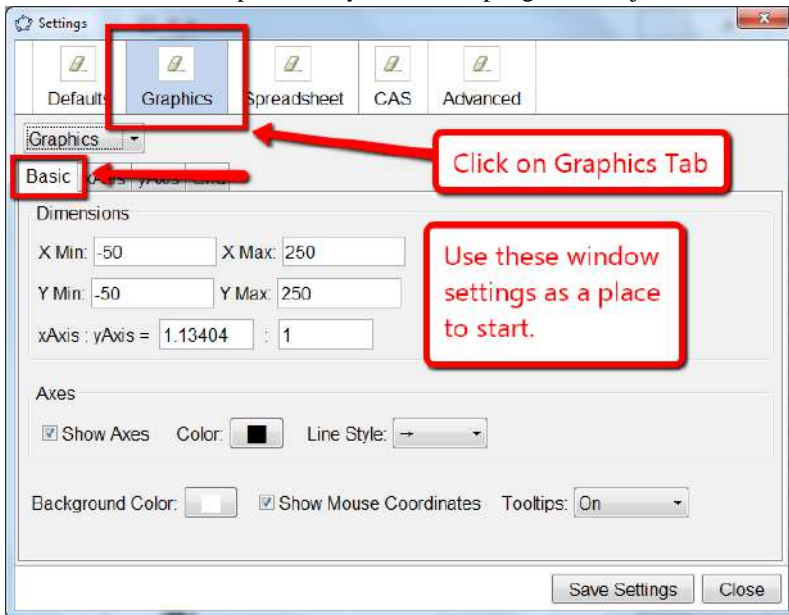 Settings
Defaults Graphics Spreadsheet CAS Advanced
Graphics
Basic
Click on Graphics Tab
Dimensions
X Min: -50 X Max: 250
Y Min: -50 Y Max: 250
xAxis : yAxis = 1.13404 : 1
Use these window
settings as a place
to start.
Axes
Show Axes Color: Line Style:
Background Color: Show Mouse Coordinates Tooltips: On
Save Settings Close